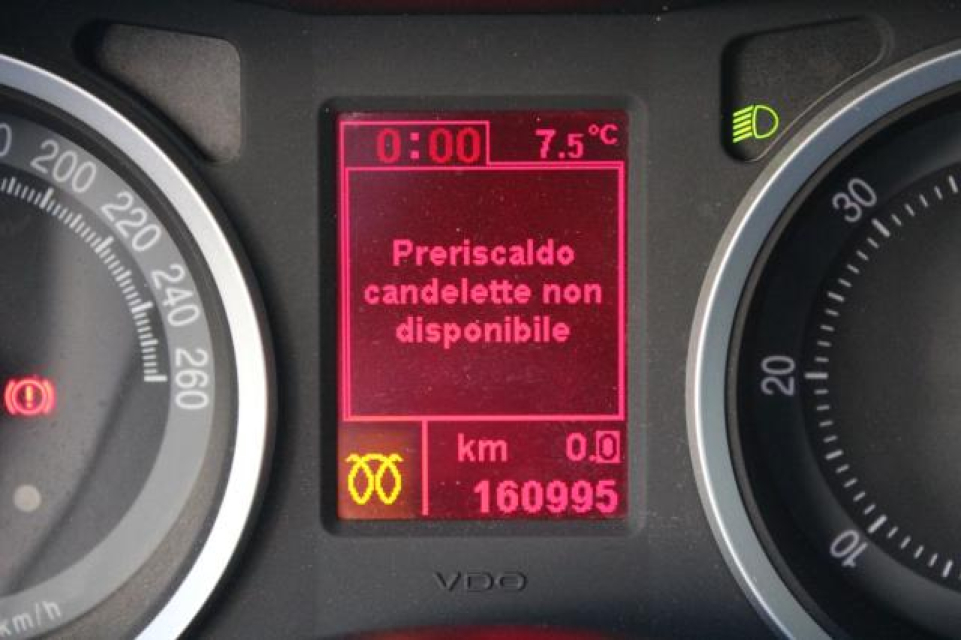 0:00 7.5°C
Preriscaldo
candelette non
disponibile
km 0.0
160995
VDO
200
220
240
260
km/h
30
20
10